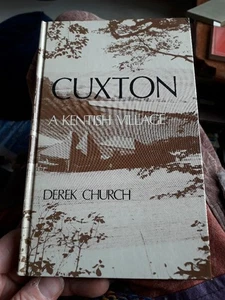 CUXTON
A KENTISH VILLAGE
DEREK CHURCH